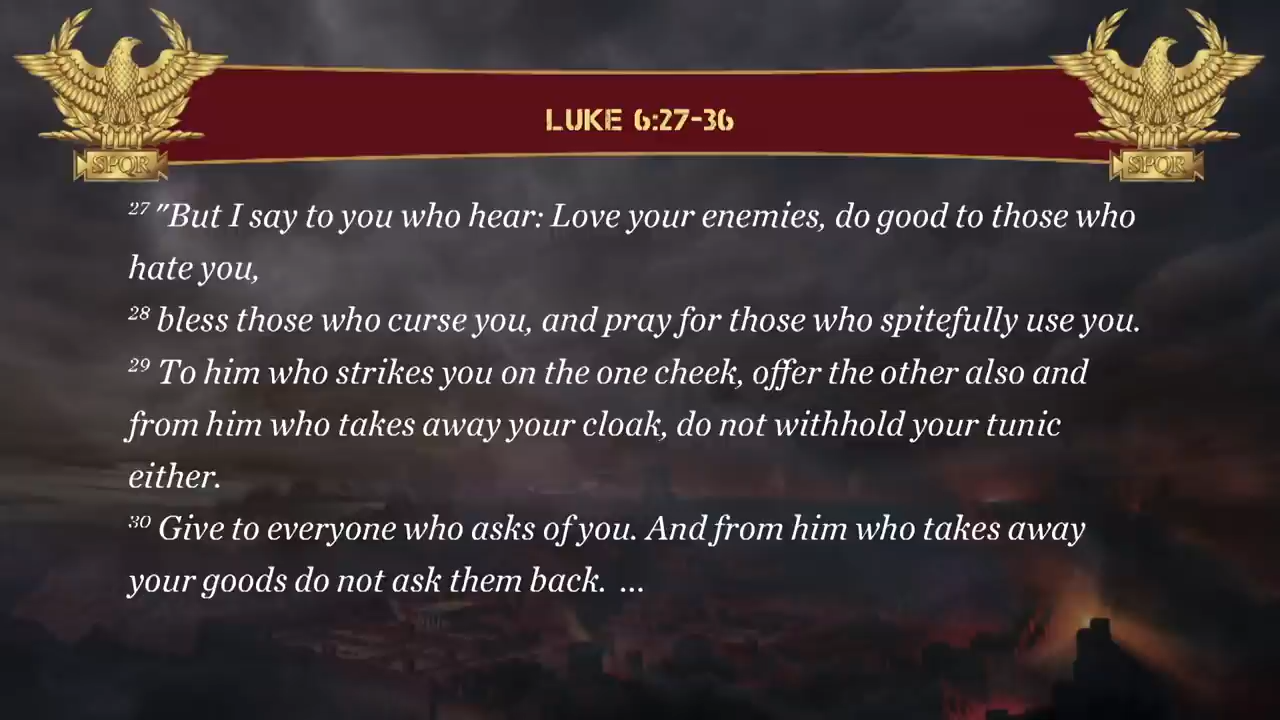 LUKE 6:27-36
SPQR
SPQR
27 "But I say to you who hear: Love your enemies, do good to those who
hate you,
28 bless those who curse you, and pray for those who spitefully use you.
29 To him who strikes you on the one cheek, offer the other also and
from him who takes away your cloak, do not withhold your tunic
either.
30 Give to everyone who asks of you. And from him who takes away
your goods do not ask them back. ...